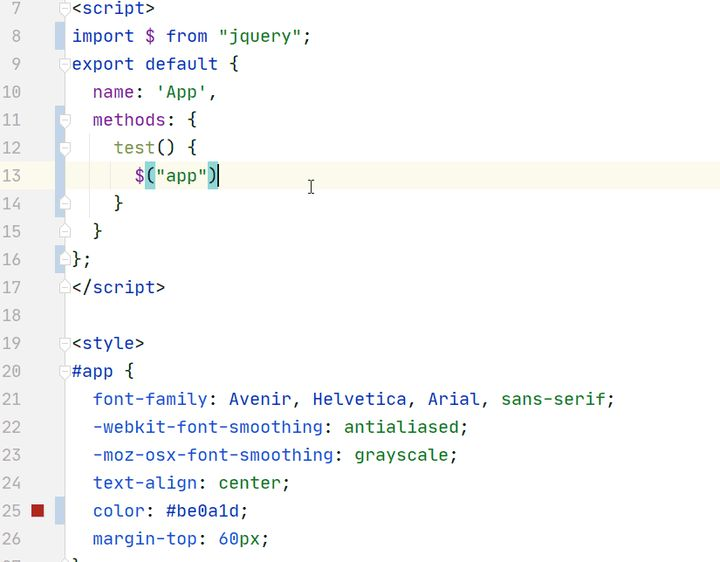 7 <script>
8 import $ from "jquery";
9 export default {
10 name: 'App',
11 methods: {
12 test() {
13 $("app")
14 }
15 }
16 };
17 </script>
18
19 <style>
20 #app {
21 font-family: Avenir, Helvetica, Arial, sans-serif;
22 -webkit-font-smoothing: antialiased;
23 -moz-osx-font-smoothing: grayscale;
24 text-align: center;
25 color: #be0a1d;
26 margin-top: 60px;